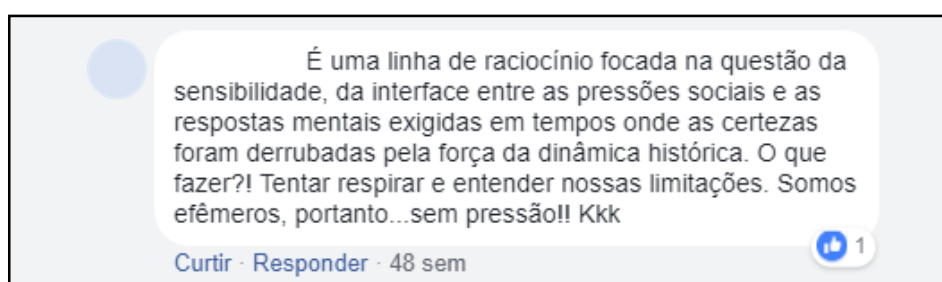 É uma linha de raciocínio focada na questão da
sensibilidade, da interface entre as pressões sociais e as
respostas mentais exigidas em tempos onde as certezas
foram derrubadas pela força da dinâmica histórica. O que
fazer?! Tentar respirar e entender nossas limitações. Somos
efêmeros, portanto...sem pressão!! Kkk
1
Curtir · Responder · 48 sem